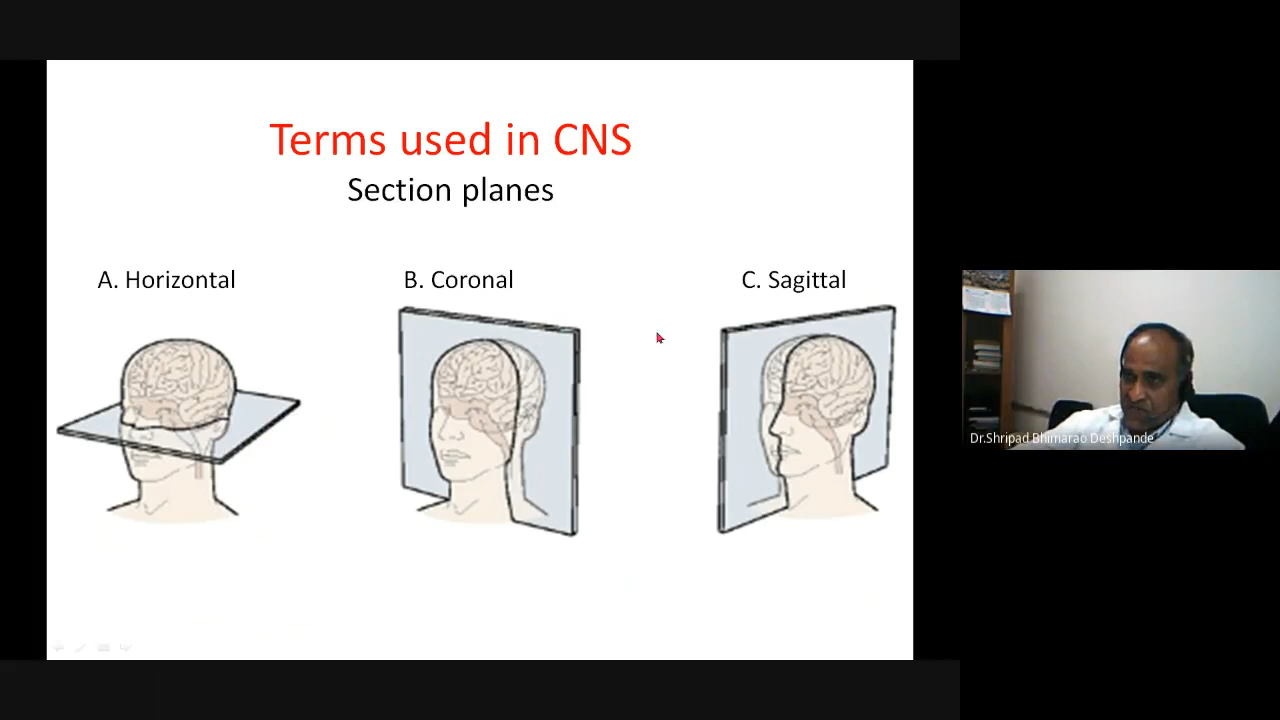 Terms used in CNS
Section planes
A. Horizontal
B. Coronal
C. Sagittal
Dr.Shripad Bhimarao Deshpande